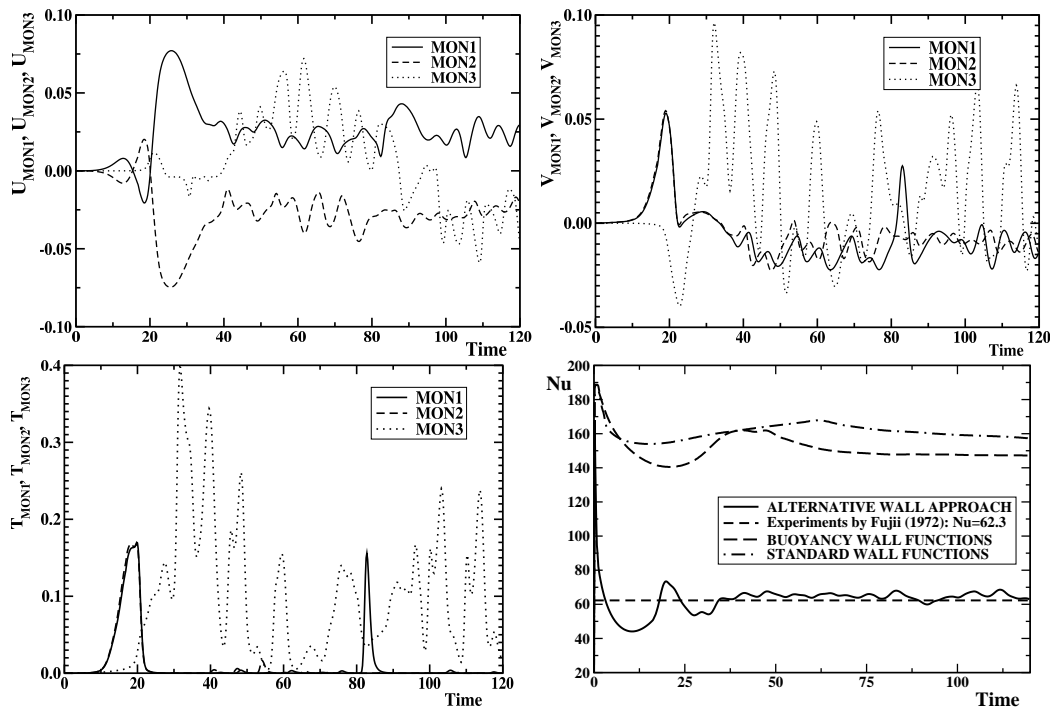 U_MON1, U_MON2, U_MON3
0.10
0.05
0.00
-0.05
-0.10
0 20 40 60 80 100 120
Time
MON1
MON2
MON3
V_MON1, V_MON2, V_MON3
0.10
0.05
0.00
-0.05
0 20 40 60 80 100 120
Time
MON1
MON2
MON3
T_MON1, T_MON2, T_MON3
0.4
0.3
0.2
0.1
0.0
0 20 40 60 80 100 120
Time
MON1
MON2
MON3
Nu
200
180
160
140
120
100
80
60
40
20
0 25 50 75 100
Time
ALTERNATIVE WALL APPROACH
Experiments by Fujii (1972): Nu=62.3
BUOYANCY WALL FUNCTIONS
STANDARD WALL FUNCTIONS